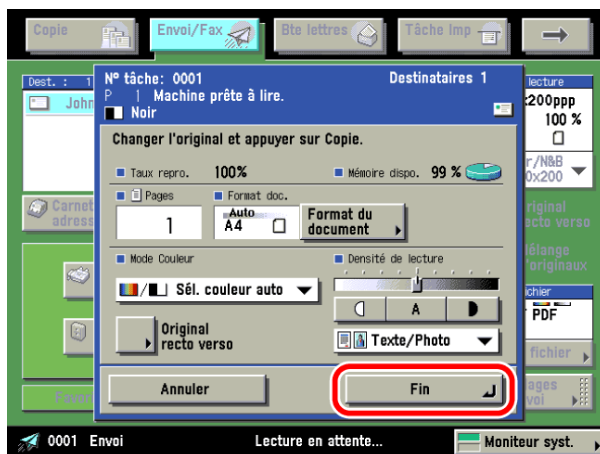 Copie
Envoi/Fax
Bte lettres
Tâche Imp
Dest. : 1
John
Nº tâche: 0001
Destinataires 1
P 1 Machine prête à lire.
Noir
Changer l'original et appuyer sur Copie.
Taux repro. 100%
Mémoire dispo. 99 %
Pages
1
Format doc.
Auto
A4
Format du
document
Mode Couleur
Sél. couleur auto
Original
recto verso
Densité de lecture
A
Texte/Photo
Annuler
Fin
lecture
200ppp
100 %
r/N&B
0x200
Carnet
adress
riginal
ecto verso
élange
'originaux
chier
PDF
fichier
ages
voi
Favori
0001 Envoi
Lecture en attente...
Moniteur syst.